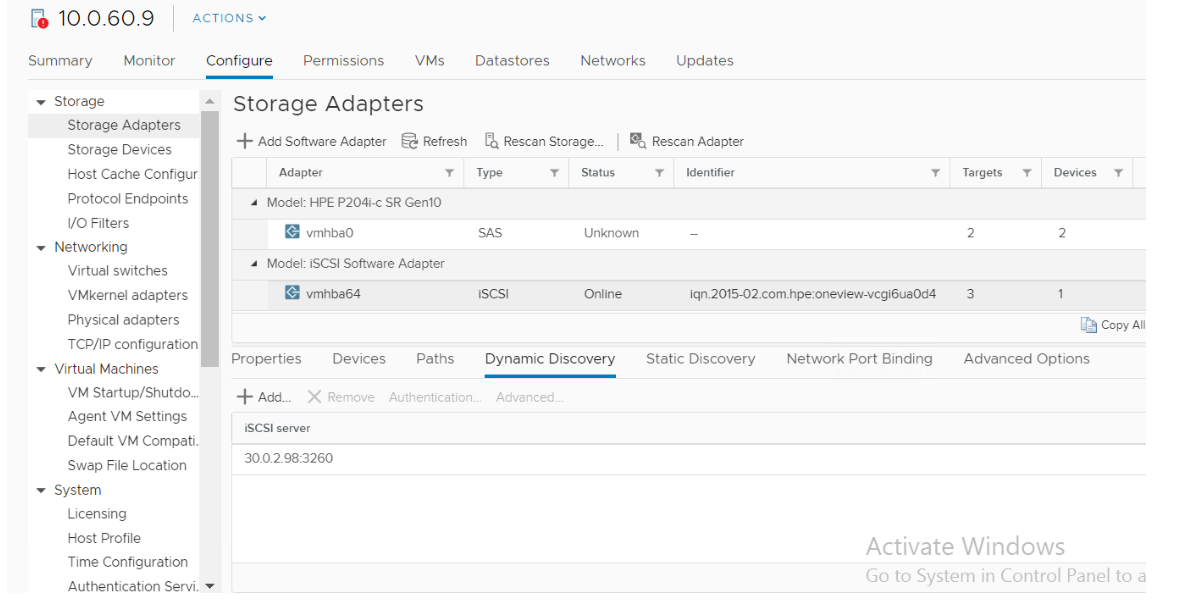 10.0.60.9 ACTIONS
Summary Monitor Configure Permissions VMs Datastores Networks Updates
Storage
Storage Adapters
Storage Devices
Host Cache Configur
Protocol Endpoints
I/O Filters
Networking
Virtual switches
VMkernel adapters
Physical adapters
TCP/IP configuration
Virtual Machines
VM Startup/Shutdo...
Agent VM Settings
Default VM Compati.
Swap File Location
System
Licensing
Host Profile
Time Configuration
Authentication Servi.
Storage Adapters
Add Software Adapter Refresh Rescan Storage... Rescan Adapter
Adapter Type Status Identifier Targets Devices
Model: HPE P204i-c SR Gen10
vmhba0 SAS Unknown -- 2 2
Model: iSCSI Software Adapter
vmhba64 iSCSI Online iqn.2015-02.com.hpe:oneview-vcgi6ua0d4 3 1
Copy All
Properties Devices Paths Dynamic Discovery Static Discovery Network Port Binding Advanced Options
Add... Remove Authentication... Advanced...
iSCSI server
30.0.2.98:3260
Activate Windows
Go to System in Control Panel to a